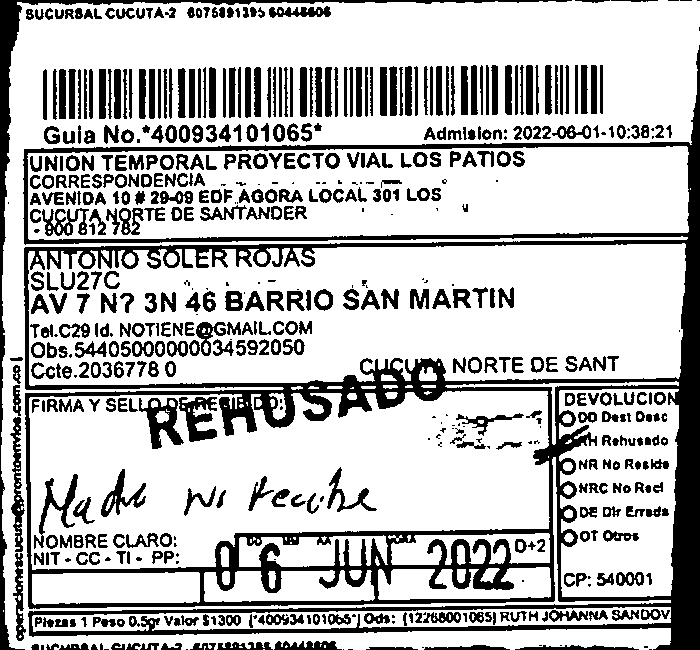 SUCURSAL CUCUTA-2 6075891395 60448606
Guia No.*400934101065*
Admision: 2022-06-01-10:38:21
UNION TEMPORAL PROYECTO VIAL LOS PATIOS
CORRESPONDENCIA
AVENIDA 10 # 29-09 EDF AGORA LOCAL 301 LOS
CUCUTA NORTE DE SANTANDER
- 900 812 782
ANTONIO SOLER ROJAS
SLU27C
AV 7 N? 3N 46 BARRIO SAN MARTIN
Tel.C29 Id. NOTIENE@GMAIL.COM
Obs.54405000000034592050
Ccte.2036778 0
CUCUTA NORTE DE SANT
operacionescucuta@prontoenvios.com.co |
FIRMA Y SELLO DE RECIBIDO:
REHUSADO
Madre no recibe
DEVOLUCION
DD Dest Desc
RH Rehusado
NR No Reside
NRC No Recl
DE Dir Errada
OT Otros
CP: 540001
NOMBRE CLARO:
NIT - CC - TI - PP:
DD MM AA HORA
D+2
06 JUN 2022
Piezas 1 Peso 0.5gr Valor $1300 (*400934101065*) Ods: (12266001065) RUTH JOHANNA SANDOV
SUCURSAL CUCUTA-2 6075891395 60448606